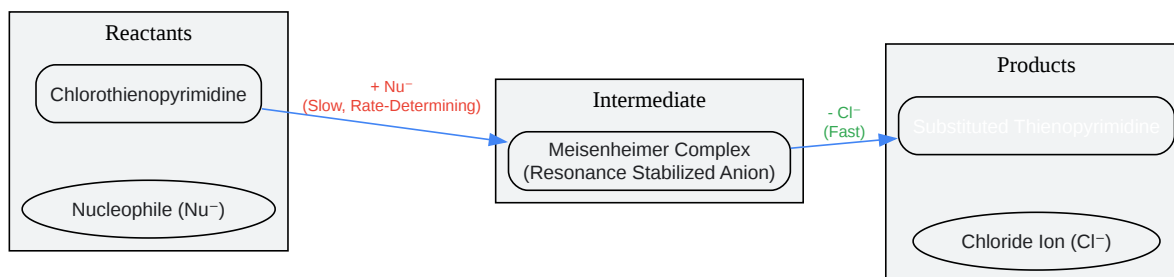 Reactants
Chlorothienopyrimidine
Nucleophile (Nu⁻)
+ Nu⁻
(Slow, Rate-Determining)
Intermediate
Meisenheimer Complex
(Resonance Stabilized Anion)
- Cl⁻
(Fast)
Products
Substituted Thienopyrimidine
Chloride Ion (Cl⁻)